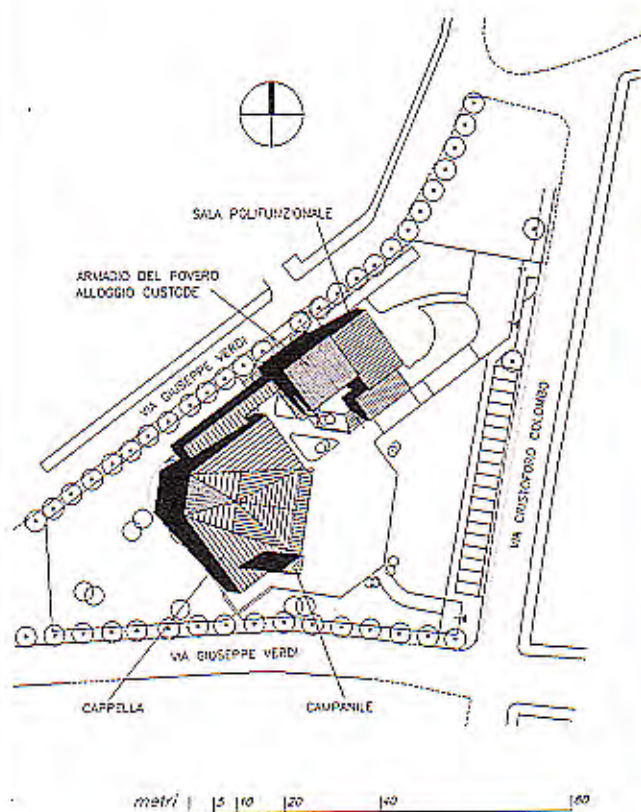 SALA POLIFUNZIONALE
ARMADIO DEL POVERO
ALLOGGIO CUSTODE
VIA GIUSEPPE VERDI
VIA CRISTOFORO COLOMBO
VIA GIUSEPPE VERDI
CAPPELLA
CAMPANILE
metri 5 10 20 40 80